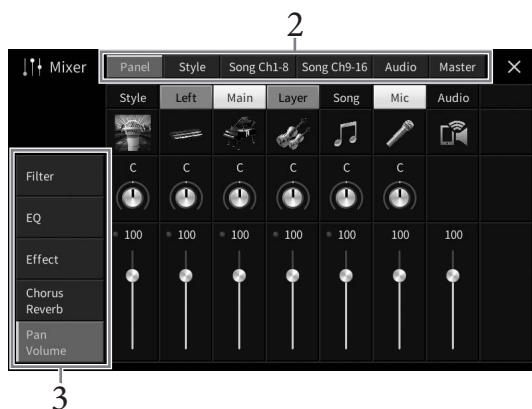 2
Mixer
Panel Style Song Ch1-8 Song Ch9-16 Audio Master
Style Left Main Layer Song Mic Audio
C C C C C C
100 100 100 100 100 100 100
Filter
EQ
Effect
Chorus
Reverb
Pan
Volume
3